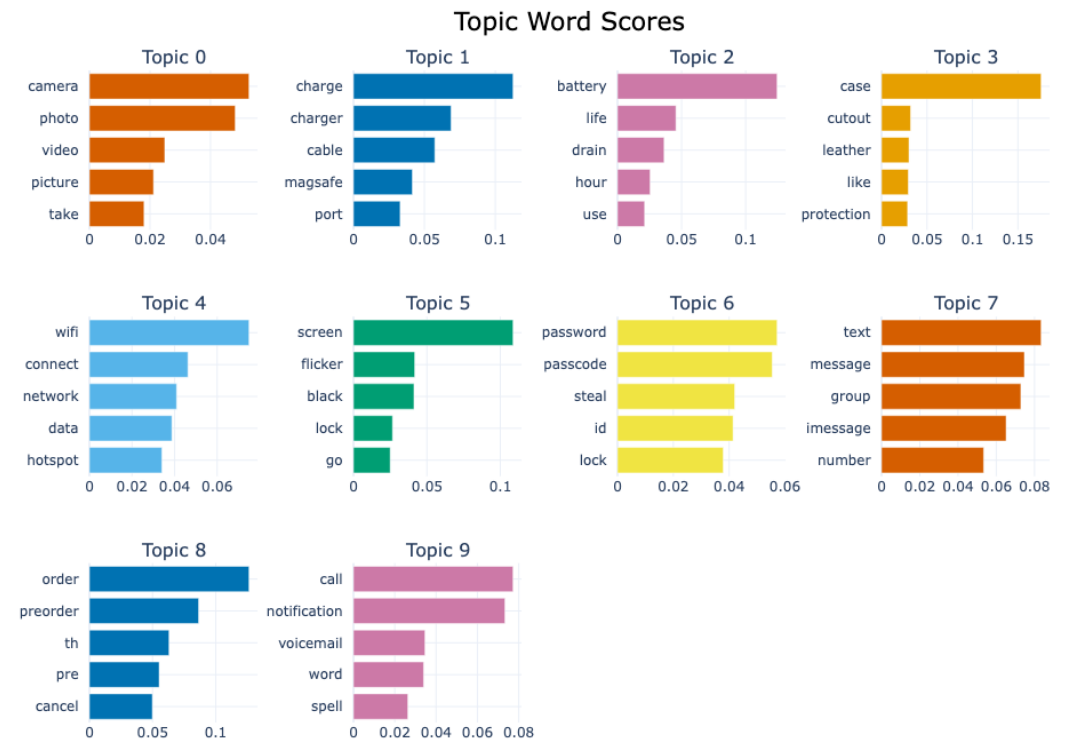 Topic Word Scores
Topic 0
camera
photo
video
picture
take
0 0.02 0.04
Topic 1
charge
charger
cable
magsafe
port
0 0.05 0.1
Topic 2
battery
life
drain
hour
use
0 0.05 0.1
Topic 3
case
cutout
leather
like
protection
0 0.05 0.1 0.15
Topic 4
wifi
connect
network
data
hotspot
0 0.02 0.04 0.06
Topic 5
screen
flicker
black
lock
go
0 0.05 0.1
Topic 6
password
passcode
steal
id
lock
0 0.02 0.04 0.06
Topic 7
text
message
group
imessage
number
0 0.02 0.04 0.06 0.08
Topic 8
order
preorder
th
pre
cancel
0 0.05 0.1
Topic 9
call
notification
voicemail
word
spell
0 0.02 0.04 0.06 0.08